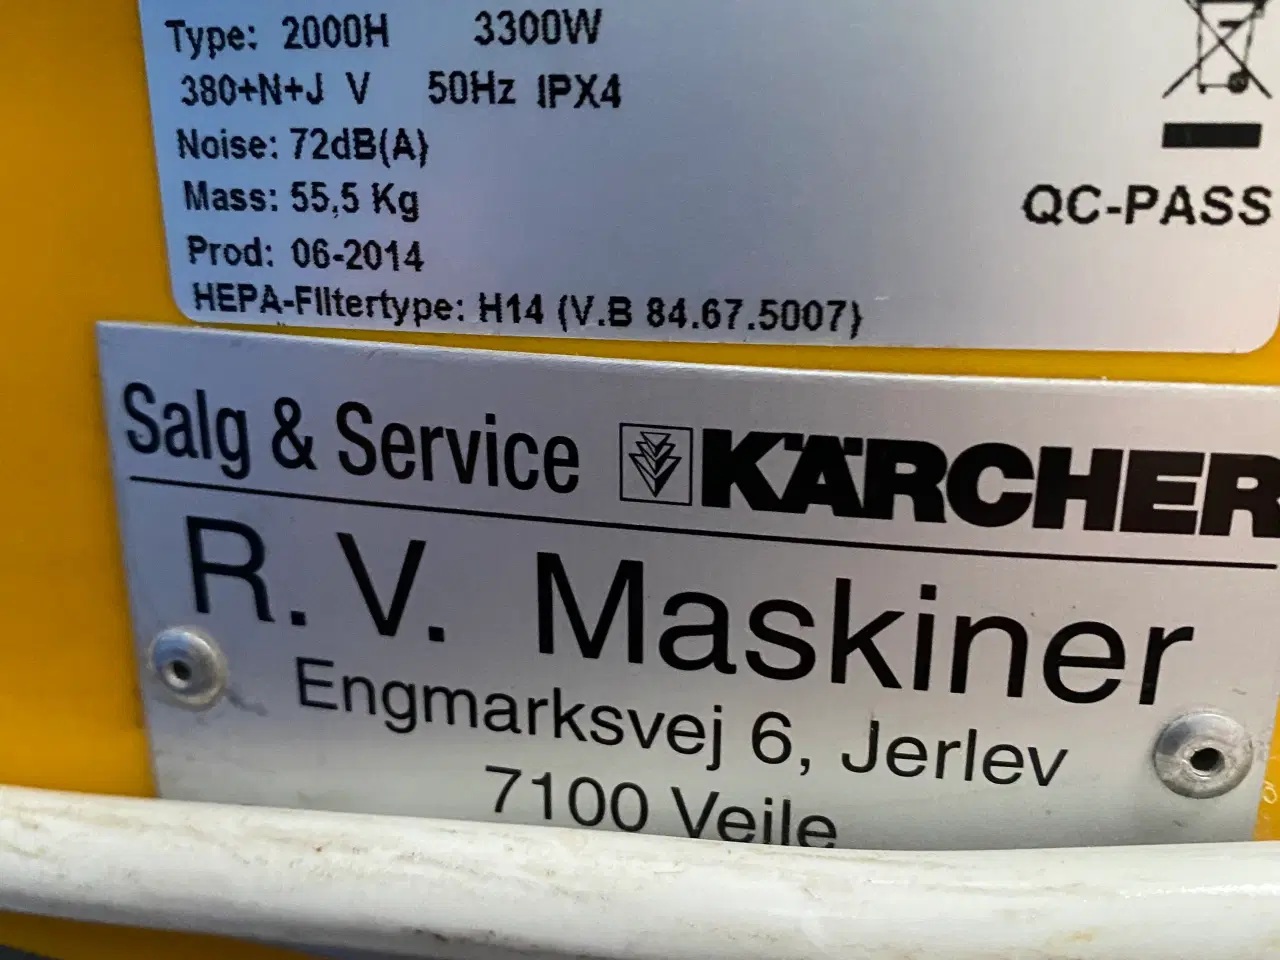 Type: 2000H 3300W
380+N+J V 50Hz IPX4
Noise: 72dB(A)
Mass: 55,5 Kg
Prod: 06-2014
HEPA-Filtertype: H14 (V.B 84.67.5007)
QC-PASS
Salg & Service KÄRCHER
R. V. Maskiner
Engmarksvej 6, Jerlev
7100 Vejle